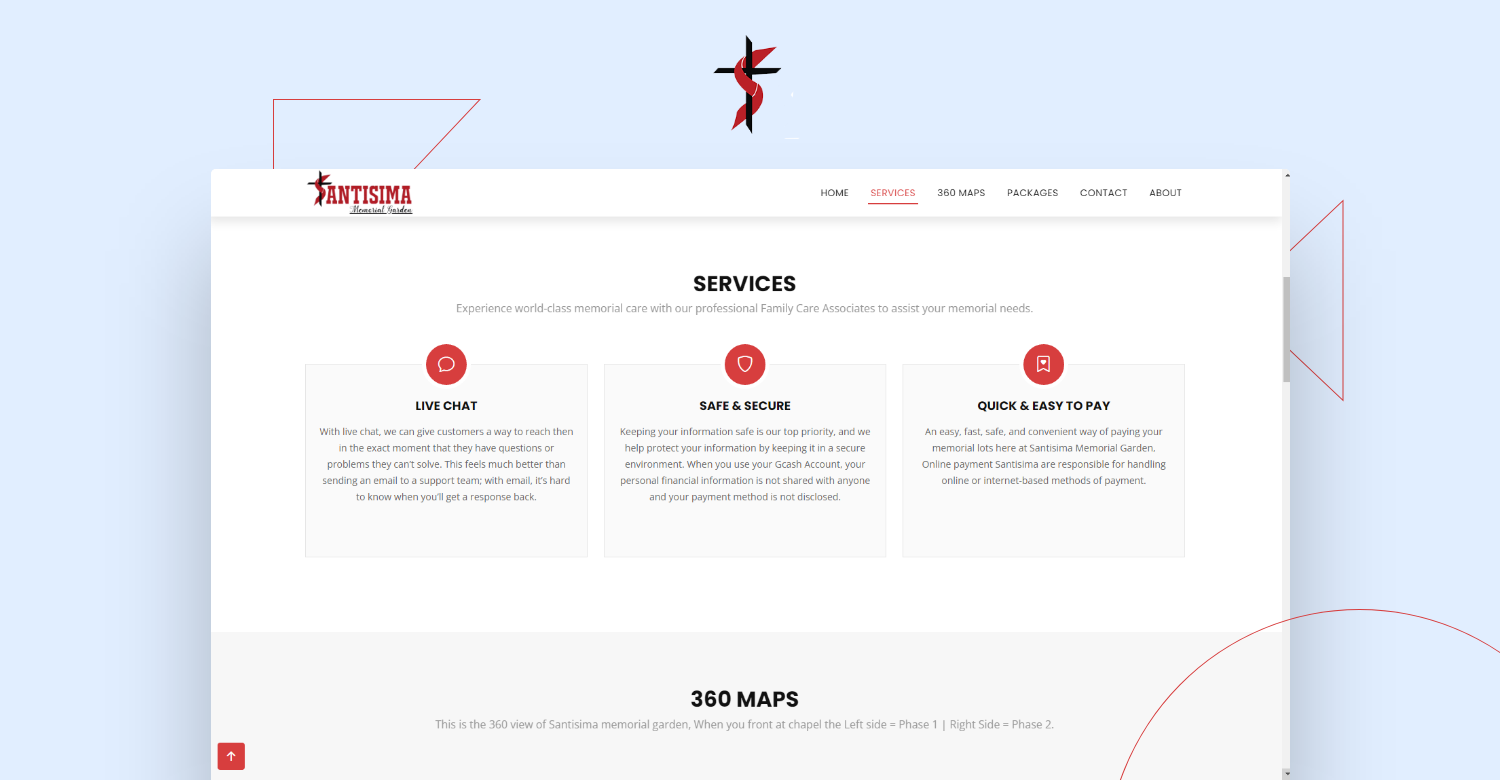 SANTISIMA
Memorial Garden
HOME SERVICES 360 MAPS PACKAGES CONTACT ABOUT
SERVICES
Experience world-class memorial care with our professional Family Care Associates to assist your memorial needs.
LIVE CHAT
With live chat, we can give customers a way to reach then
in the exact moment that they have questions or
problems they can't solve. This feels much better than
sending an email to a support team; with email, it's hard
to know when you'll get a response back.
SAFE & SECURE
Keeping your information safe is our top priority, and we
help protect your information by keeping it in a secure
environment. When you use your Gcash Account, your
personal financial information is not shared with anyone
and your payment method is not disclosed.
QUICK & EASY TO PAY
An easy, fast, safe, and convenient way of paying your
memorial lots here at Santisima Memorial Garden.
Online payment Santisima are responsible for handling
online or internet-based methods of payment.
360 MAPS
This is the 360 view of Santisima memorial garden, When you front at chapel the Left side = Phase 1 | Right Side = Phase 2.